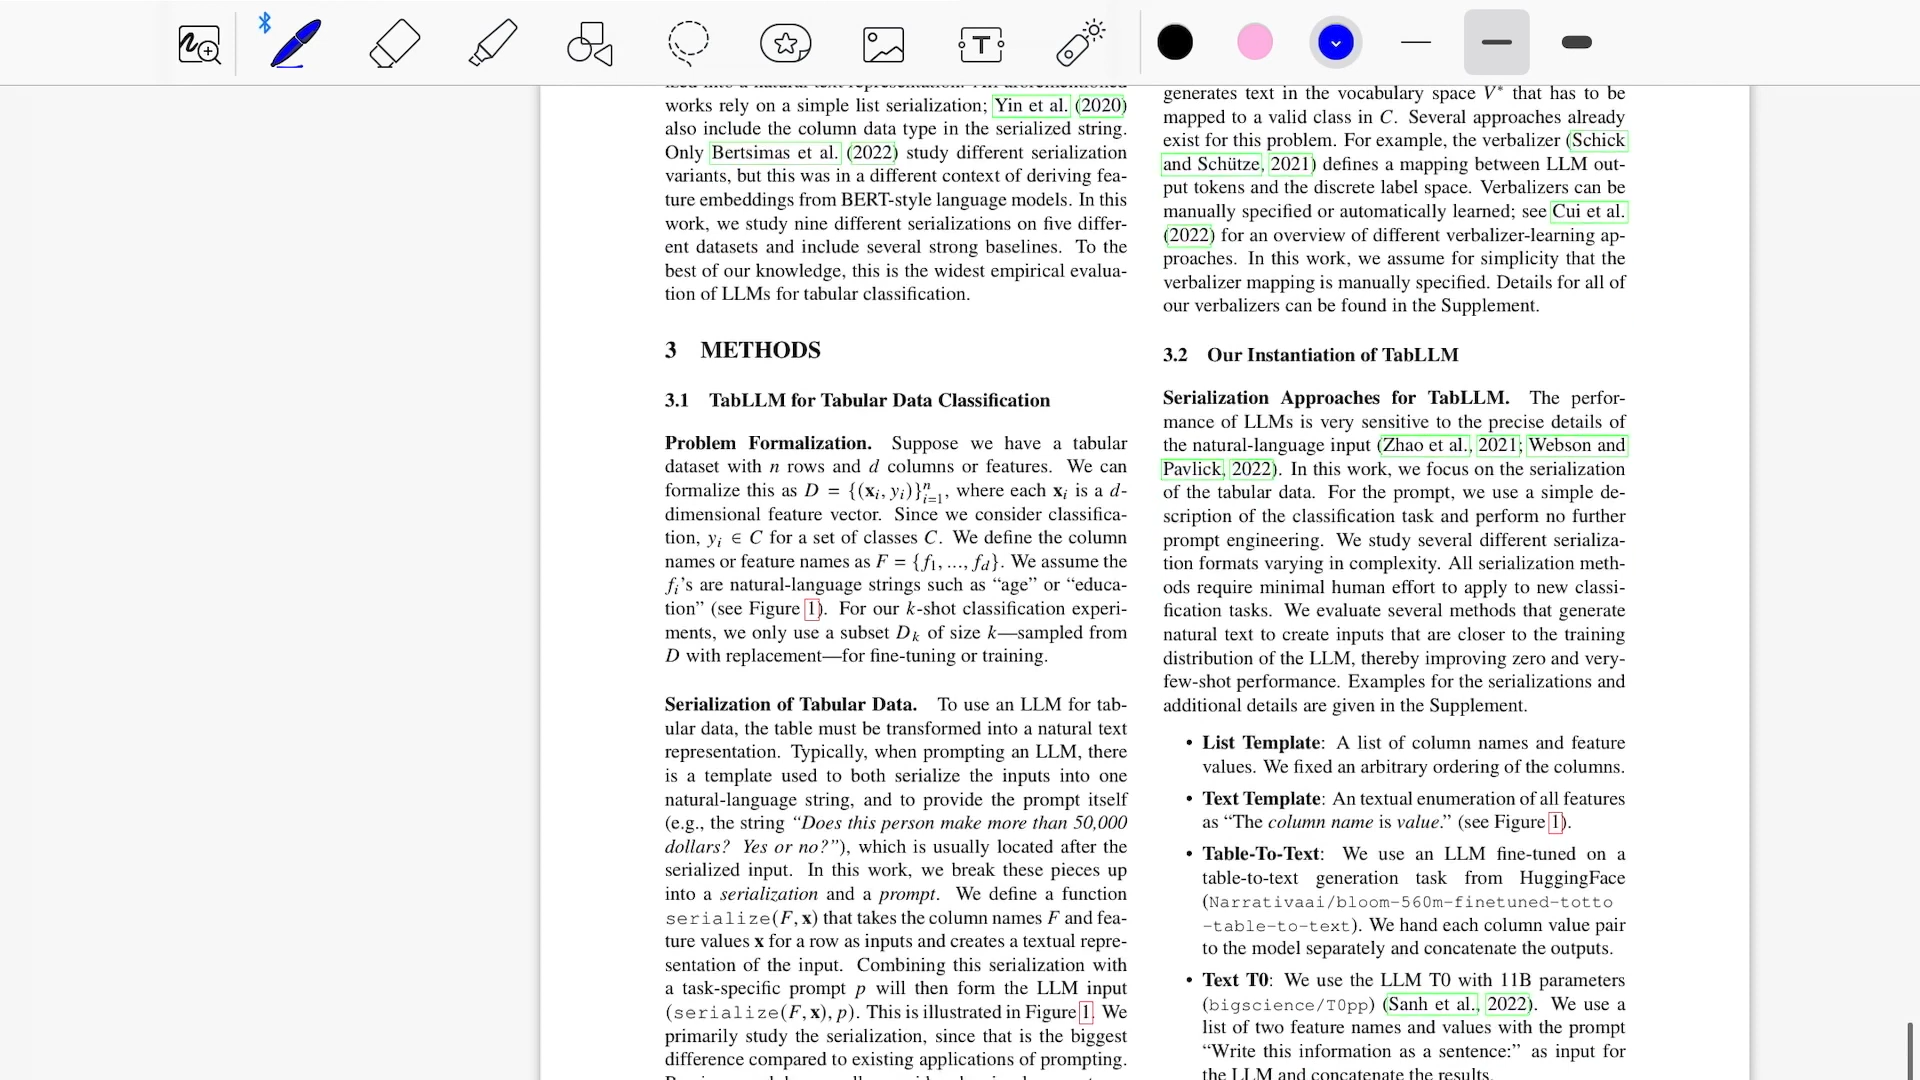 works rely on a simple list serialization; Yin et al. (2020)
also include the column data type in the serialized string.
Only Bertsimas et al. (2022) study different serialization
variants, but this was in a different context of deriving fea-
ture embeddings from BERT-style language models. In this
work, we study nine different serializations on five differ-
ent datasets and include several strong baselines. To the
best of our knowledge, this is the widest empirical evalua-
tion of LLMs for tabular classification.
3 METHODS
3.1 TabLLM for Tabular Data Classification
Problem Formalization. Suppose we have a tabular
dataset with n rows and d columns or features. We can
formalize this as D = {(xᵢ, yᵢ)}ⁿᵢ₌₁, where each xᵢ is a d-
dimensional feature vector. Since we consider classifica-
tion, yᵢ ∈ C for a set of classes C. We define the column
names or feature names as F = {f₁, ..., f_d}. We assume the
fᵢ's are natural-language strings such as “age” or “educa-
tion” (see Figure 1). For our k-shot classification experi-
ments, we only use a subset Dₖ of size k—sampled from
D with replacement—for fine-tuning or training.
Serialization of Tabular Data. To use an LLM for tab-
ular data, the table must be transformed into a natural text
representation. Typically, when prompting an LLM, there
is a template used to both serialize the inputs into one
natural-language string, and to provide the prompt itself
(e.g., the string “Does this person make more than 50,000
dollars? Yes or no?”), which is usually located after the
serialized input. In this work, we break these pieces up
into a serialization and a prompt. We define a function
serialize(F, x) that takes the column names F and fea-
ture values x for a row as inputs and creates a textual repre-
sentation of the input. Combining this serialization with
a task-specific prompt p will then form the LLM input
(serialize(F, x), p). This is illustrated in Figure 1. We
primarily study the serialization, since that is the biggest
difference compared to existing applications of prompting.
generates text in the vocabulary space V* that has to be
mapped to a valid class in C. Several approaches already
exist for this problem. For example, the verbalizer (Schick
and Schütze, 2021) defines a mapping between LLM out-
put tokens and the discrete label space. Verbalizers can be
manually specified or automatically learned; see Cui et al.
(2022) for an overview of different verbalizer-learning ap-
proaches. In this work, we assume for simplicity that the
verbalizer mapping is manually specified. Details for all of
our verbalizers can be found in the Supplement.
3.2 Our Instantiation of TabLLM
Serialization Approaches for TabLLM. The perfor-
mance of LLMs is very sensitive to the precise details of
the natural-language input (Zhao et al., 2021; Webson and
Pavlick, 2022). In this work, we focus on the serialization
of the tabular data. For the prompt, we use a simple de-
scription of the classification task and perform no further
prompt engineering. We study several different serializa-
tion formats varying in complexity. All serialization meth-
ods require minimal human effort to apply to new classi-
fication tasks. We evaluate several methods that generate
natural text to create inputs that are closer to the training
distribution of the LLM, thereby improving zero and very-
few-shot performance. Examples for the serializations and
additional details are given in the Supplement.
• List Template: A list of column names and feature
values. We fixed an arbitrary ordering of the columns.
• Text Template: An textual enumeration of all features
as “The column name is value.” (see Figure 1).
• Table-To-Text: We use an LLM fine-tuned on a
table-to-text generation task from HuggingFace
(Narrativaai/bloom-560m-finetuned-totto
-table-to-text). We hand each column value pair
to the model separately and concatenate the outputs.
• Text T0: We use the LLM T0 with 11B parameters
(bigscience/T0pp) (Sanh et al., 2022). We use a
list of two feature names and values with the prompt
“Write this information as a sentence:” as input for
the LLM and concatenate the results.